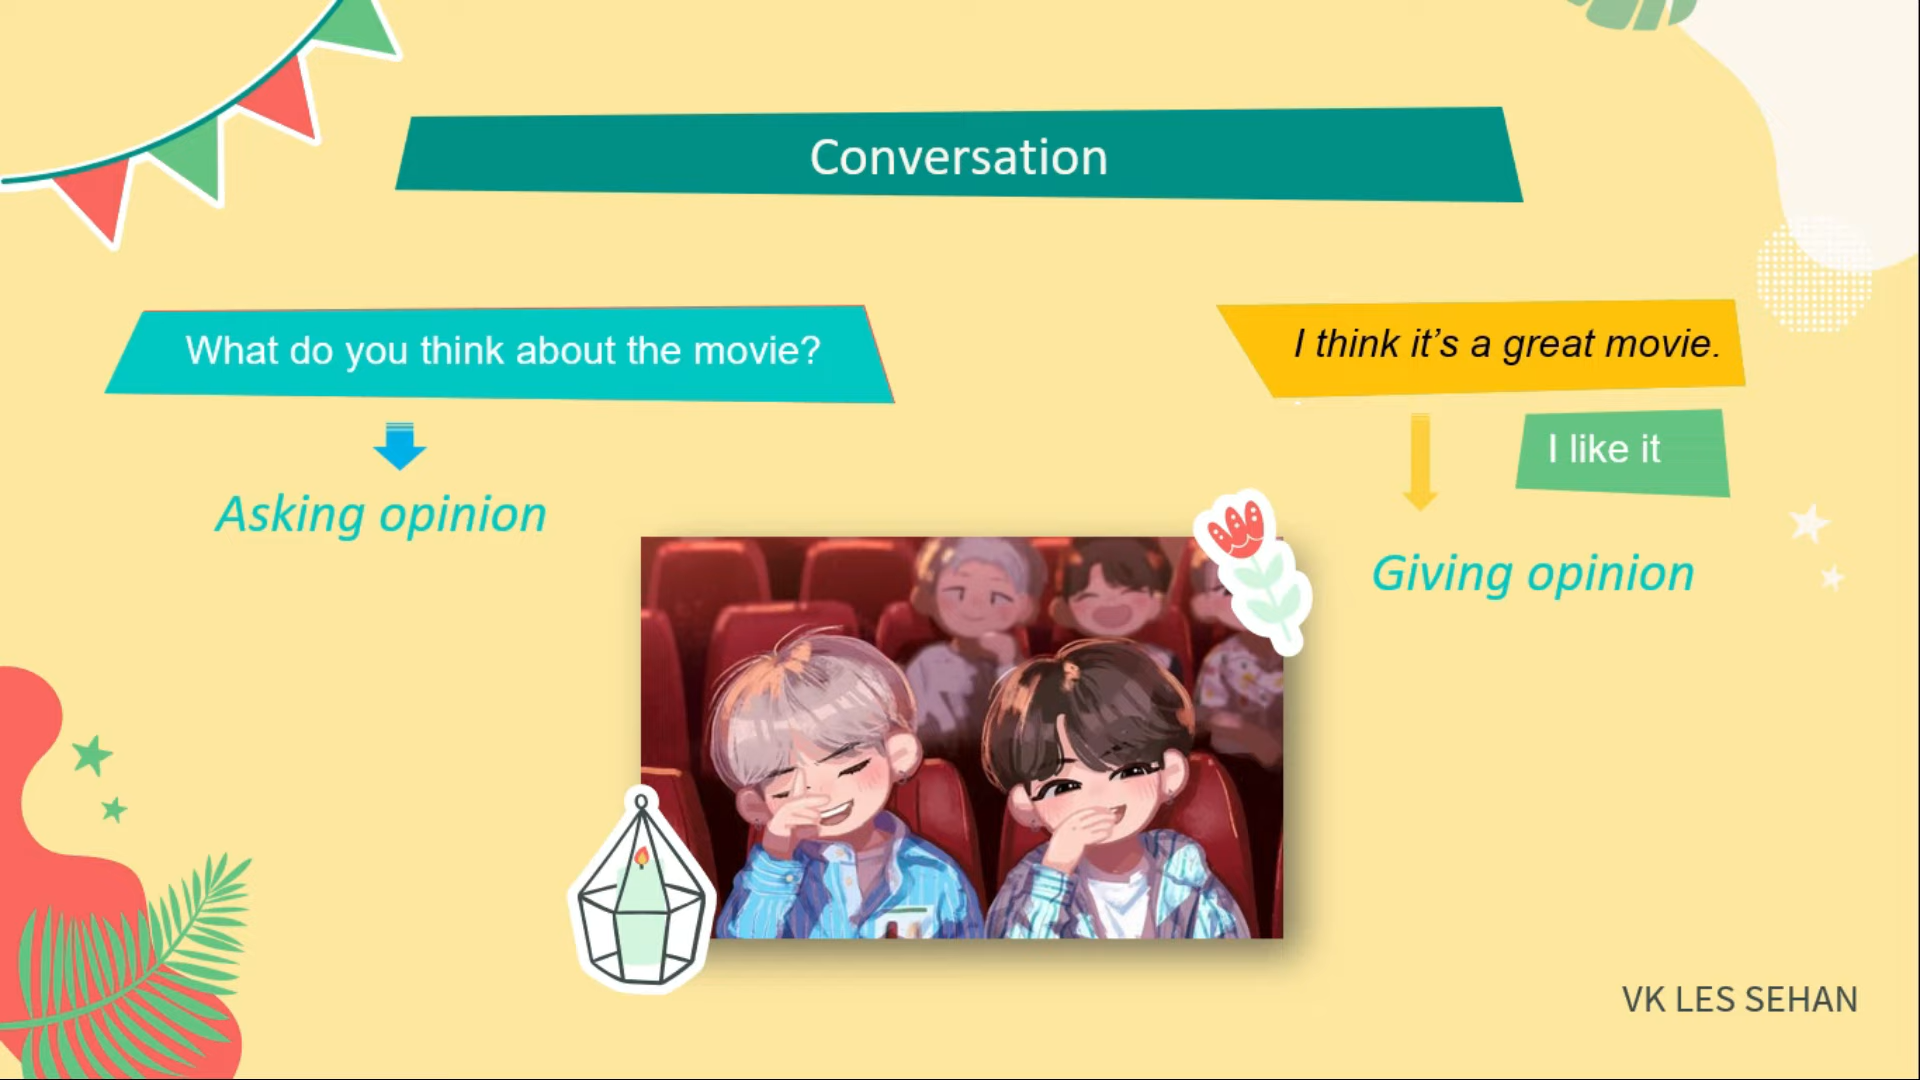 Conversation
What do you think about the movie?
I think it’s a great movie.
I like it
Asking opinion
Giving opinion
VK LES SEHAN